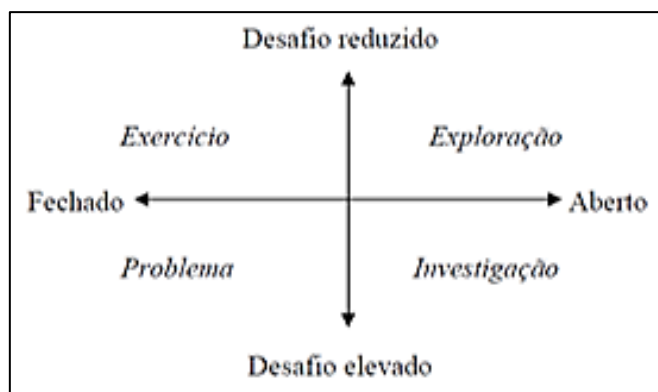 Desafio reduzido
Exercício Exploração
Fechado Aberto
Problema Investigação
Desafio elevado